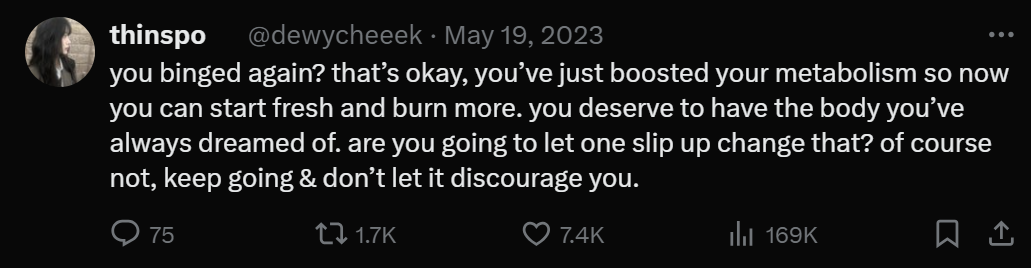 thinspo @dewycheeek · May 19, 2023
you binged again? that’s okay, you’ve just boosted your metabolism so now
you can start fresh and burn more. you deserve to have the body you’ve
always dreamed of. are you going to let one slip up change that? of course
not, keep going & don’t let it discourage you.
75 1.7K 7.4K 169K